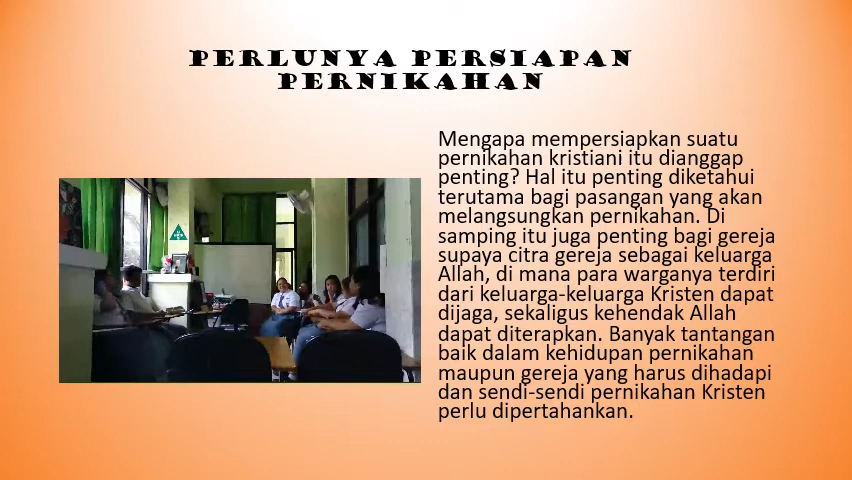 PERLUNYA PERSIAPAN
PERNIKAHAN
Mengapa mempersiapkan suatu
pernikahan kristiani itu dianggap
penting? Hal itu penting diketahui
terutama bagi pasangan yang akan
melangsungkan pernikahan. Di
samping itu juga penting bagi gereja
supaya citra gereja sebagai keluarga
Allah, di mana para warganya terdiri
dari keluarga-keluarga Kristen dapat
dijaga, sekaligus kehendak Allah
dapat diterapkan. Banyak tantangan
baik dalam kehidupan pernikahan
maupun gereja yang harus dihadapi
dan sendi-sendi pernikahan Kristen
perlu dipertahankan.